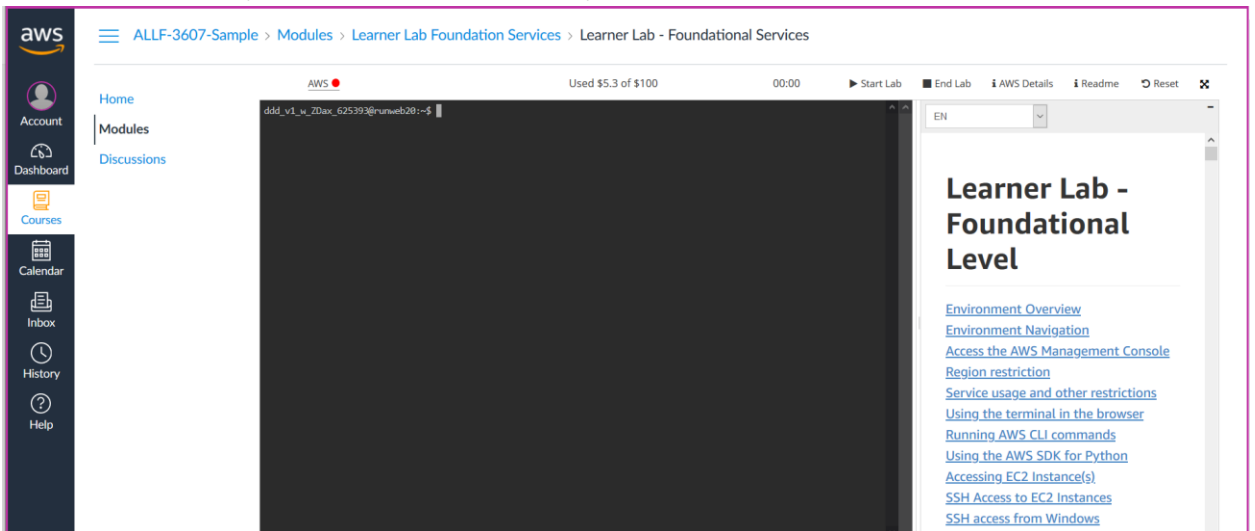 aws
ALLF-3607-Sample > Modules > Learner Lab Foundation Services > Learner Lab - Foundational Services
Account
Dashboard
Courses
Calendar
Inbox
History
Help
Home
Modules
Discussions
AWS
Used $5.3 of $100
00:00
Start Lab
End Lab
AWS Details
Readme
Reset
ddd_v1_w_ZDax_625393@runweb20:~$
EN
Learner Lab -
Foundational
Level
Environment Overview
Environment Navigation
Access the AWS Management Console
Region restriction
Service usage and other restrictions
Using the terminal in the browser
Running AWS CLI commands
Using the AWS SDK for Python
Accessing EC2 Instance(s)
SSH Access to EC2 Instances
SSH access from Windows